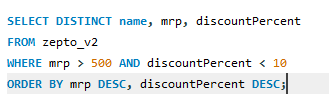 SELECT DISTINCT name, mrp, discountPercent
FROM zepto_v2
WHERE mrp > 500 AND discountPercent < 10
ORDER BY mrp DESC, discountPercent DESC;